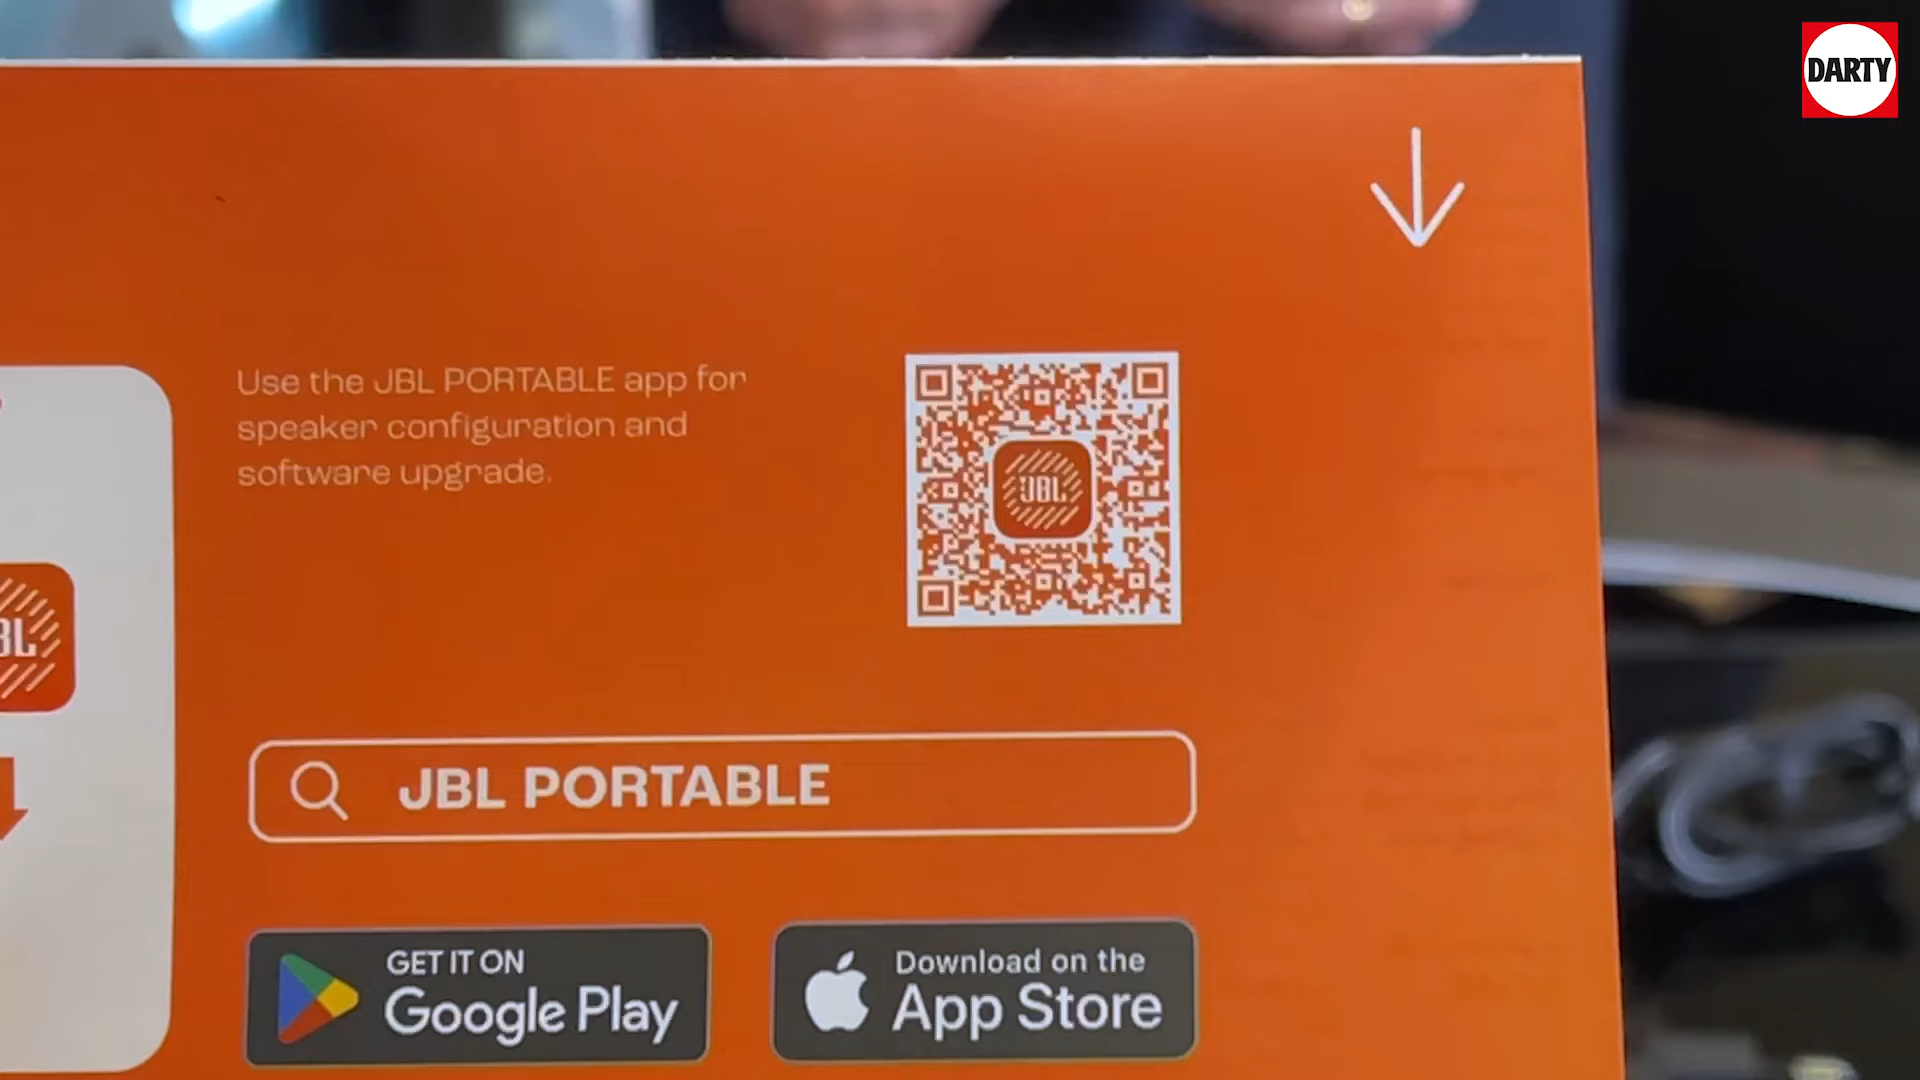 DARTY
Use the JBL PORTABLE app for
speaker configuration and
software upgrade.
JBL
BL
JBL PORTABLE
GET IT ON
Google Play
Download on the
App Store